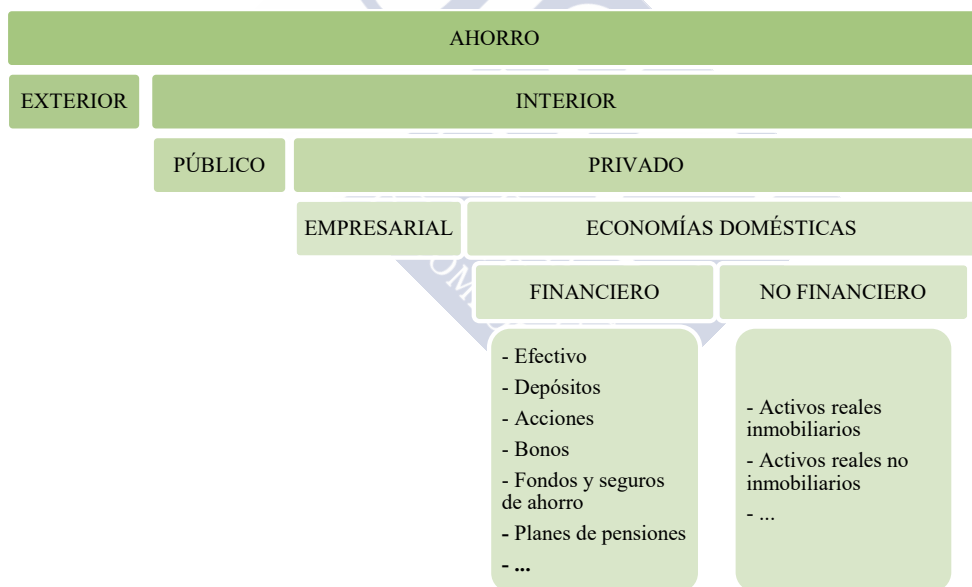 AHORRO
EXTERIOR
INTERIOR
PÚBLICO
PRIVADO
EMPRESARIAL
ECONOMÍAS DOMÉSTICAS
FINANCIERO
NO FINANCIERO
- Efectivo
- Depósitos
- Acciones
- Bonos
- Fondos y seguros
de ahorro
- Planes de pensiones
- ...
- Activos reales
inmobiliarios
- Activos reales no
inmobiliarios
- ...